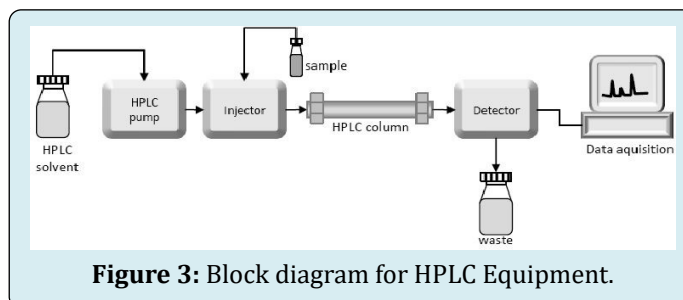 sample
HPLC
pump
Injector
Detector
HPLC column
HPLC
solvent
Data aquisition
waste
Figure 3: Block diagram for HPLC Equipment.